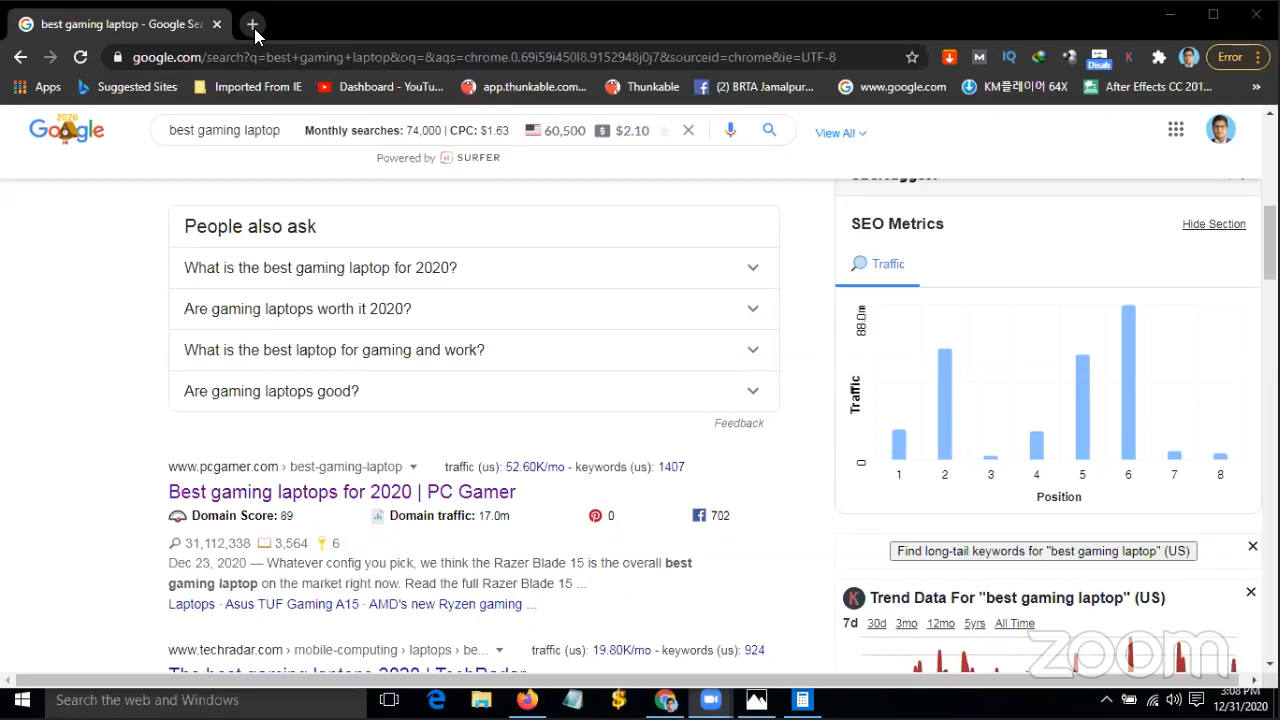 best gaming laptop - Google Sea
google.com/search?q=best+gaming+laptop&oq=&aqs=chrome.0.69i59i450l8.9152948j0j7&sourceid=chrome&ie=UTF-8
M
IQ
Disab
K
Error
Apps
Suggested Sites
Imported From IE
Dashboard - YouTu...
app.thunkable.com...
Thunkable
(2) BRTA Jamalpur...
www.google.com
KM플레이어 64X
After Effects CC 201...
»
2020
Google
best gaming laptop
Monthly searches: 74,000 | CPC: $1.63
60,500
$2.10
View All
Powered by SURFER
People also ask
What is the best gaming laptop for 2020?
Are gaming laptops worth it 2020?
What is the best laptop for gaming and work?
Are gaming laptops good?
Feedback
www.pcgamer.com › best-gaming-laptop
traffic (us): 52.60K/mo - keywords (us): 1407
Best gaming laptops for 2020 | PC Gamer
Domain Score: 89
Domain traffic: 17.0m
0
702
31,112,338
3,564
6
Dec 23, 2020 — Whatever config you pick, we think the Razer Blade 15 is the overall best
gaming laptop on the market right now. Read the full Razer Blade 15 ...
Laptops · Asus TUF Gaming A15 · AMD's new Ryzen gaming ...
www.techradar.com › mobile-computing › laptops › be...
traffic (us): 19.80K/mo - keywords (us): 924
The best gaming laptops 2020 | TechRadar
SEO Metrics
Hide Section
Traffic
88.0m
Traffic
0
1 2 3 4 5 6 7 8
Position
Find long-tail keywords for "best gaming laptop" (US)
K
Trend Data For "best gaming laptop" (US)
7d 30d 3mo 12mo 5yrs All Time
zoom
Search the web and Windows
3:08 PM
12/31/2020